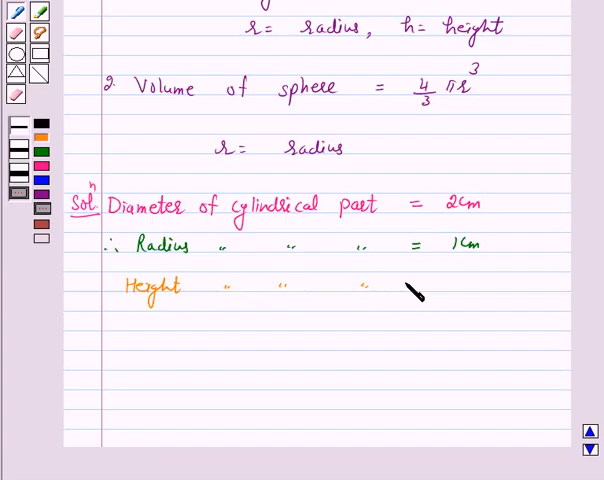 r = radius, h = height
2. Volume of sphere = 4/3 πr³
r = radius
Solⁿ Diameter of cylindrical part = 2cm
∴ Radius " " " = 1cm
Height " " "